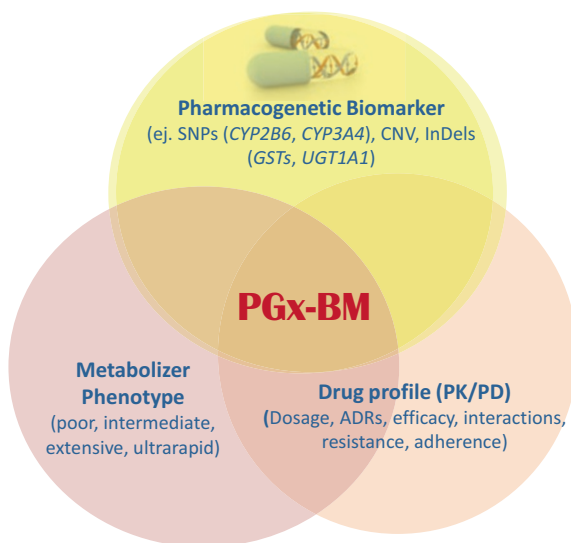 Pharmacogenetic Biomarker
(ej. SNPs (CYP2B6, CYP3A4), CNV, InDels
(GSTs, UGT1A1)
PGx-BM
Metabolizer
Phenotype
(poor, intermediate,
extensive, ultrarapid)
Drug profile (PK/PD)
(Dosage, ADRs, efficacy, interactions,
resistance, adherence)